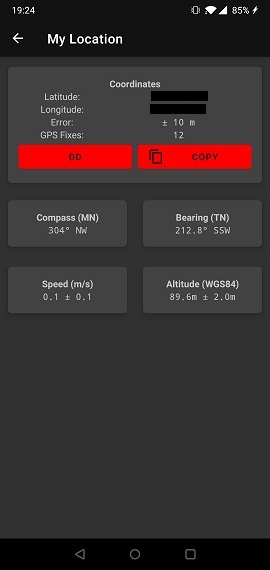 19:24
85%
My Location
Coordinates
Latitude:
Longitude:
Error: ± 10 m
GPS Fixes: 12
DD COPY
Compass (MN) Bearing (TN)
304° NW 212.8° SSW
Speed (m/s) Altitude (WGS84)
0.1 ± 0.1 89.6m ± 2.0m